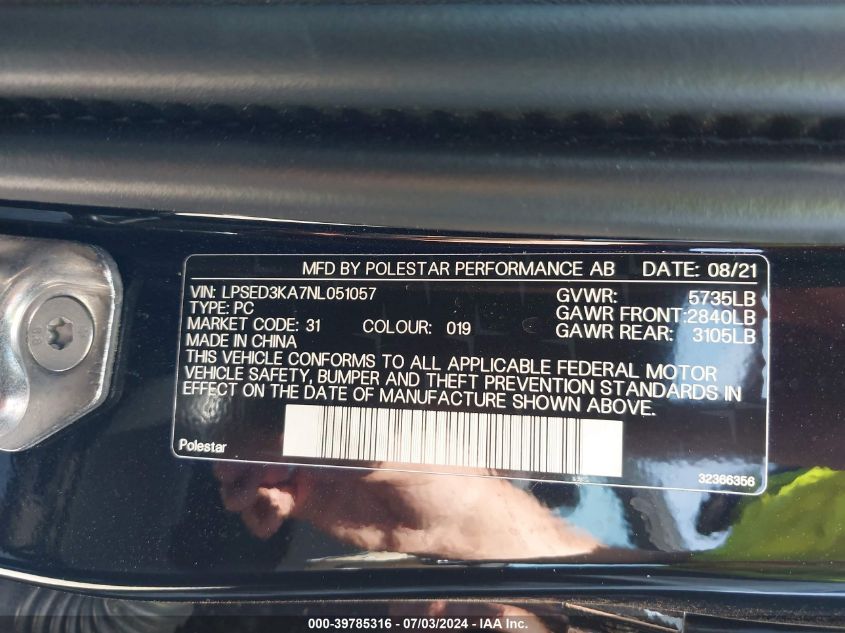 MFD BY POLESTAR PERFORMANCE AB DATE: 08/21
VIN: LPSED3KA7NL051057 GVWR: 5735LB
TYPE: PC GAWR FRONT:2840LB
MARKET CODE: 31 COLOUR: 019 GAWR REAR: 3105LB
MADE IN CHINA
THIS VEHICLE CONFORMS TO ALL APPLICABLE FEDERAL MOTOR
VEHICLE SAFETY, BUMPER AND THEFT PREVENTION STANDARDS IN
EFFECT ON THE DATE OF MANUFACTURE SHOWN ABOVE.
Polestar
32366356
000-39785316 - 07/03/2024 - IAA Inc.